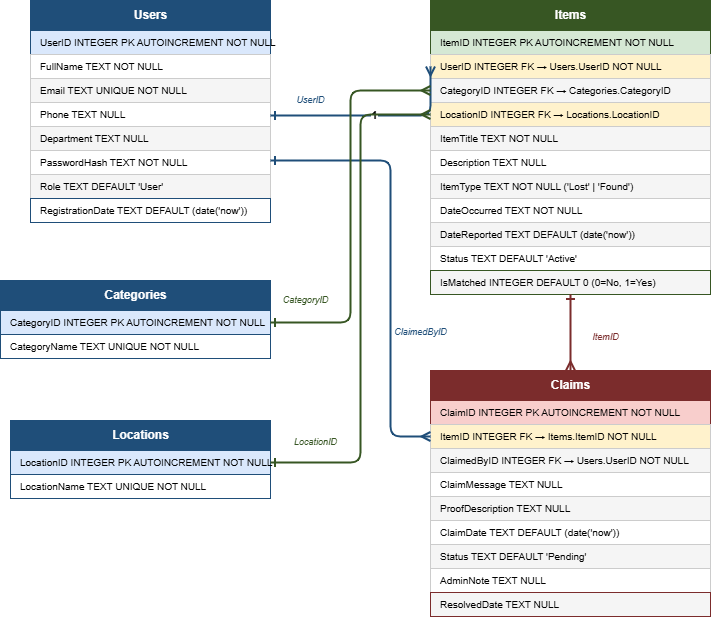 Users
UserID INTEGER PK AUTOINCREMENT NOT NULL
FullName TEXT NOT NULL
Email TEXT UNIQUE NOT NULL
Phone TEXT NULL
Department TEXT NULL
PasswordHash TEXT NOT NULL
Role TEXT DEFAULT 'User'
RegistrationDate TEXT DEFAULT (date('now'))
Items
ItemID INTEGER PK AUTOINCREMENT NOT NULL
UserID INTEGER FK → Users.UserID NOT NULL
CategoryID INTEGER FK → Categories.CategoryID
LocationID INTEGER FK → Locations.LocationID
ItemTitle TEXT NOT NULL
Description TEXT NULL
ItemType TEXT NOT NULL ('Lost' | 'Found')
DateOccurred TEXT NOT NULL
DateReported TEXT DEFAULT (date('now'))
Status TEXT DEFAULT 'Active'
IsMatched INTEGER DEFAULT 0 (0=No, 1=Yes)
UserID
Categories
CategoryID INTEGER PK AUTOINCREMENT NOT NULL
CategoryName TEXT UNIQUE NOT NULL
CategoryID
ClaimedByID
ItemID
Locations
LocationID INTEGER PK AUTOINCREMENT NOT NULL
LocationName TEXT UNIQUE NOT NULL
LocationID
Claims
ClaimID INTEGER PK AUTOINCREMENT NOT NULL
ItemID INTEGER FK → Items.ItemID NOT NULL
ClaimedByID INTEGER FK → Users.UserID NOT NULL
ClaimMessage TEXT NULL
ProofDescription TEXT NULL
ClaimDate TEXT DEFAULT (date('now'))
Status TEXT DEFAULT 'Pending'
AdminNote TEXT NULL
ResolvedDate TEXT NULL